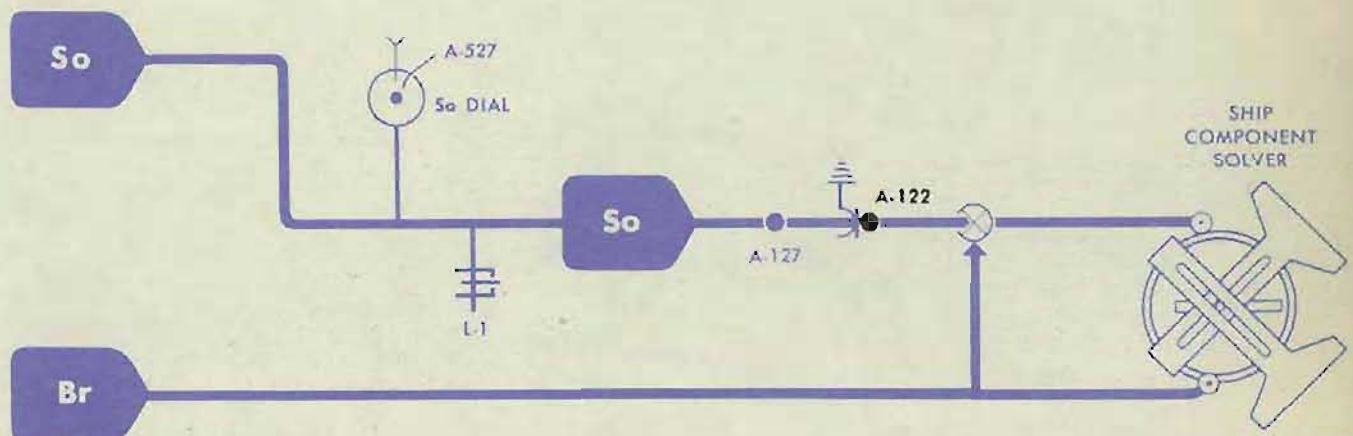 So
A-527
So DIAL
SHIP
COMPONENT
SOLVER
So
A-122
A-127
L-1
Br